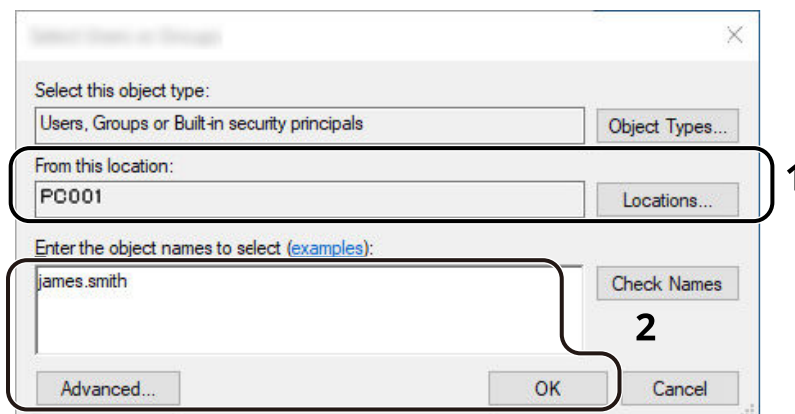 Select this object type:
Users, Groups or Built-in security principals
Object Types...
From this location:
PC001
Locations...
1
Enter the object names to select (examples):
james.smith
Check Names
2
Advanced...
OK
Cancel